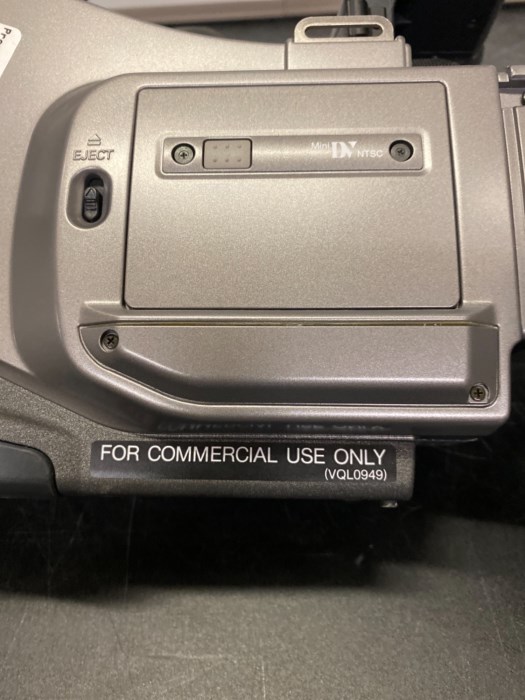 EJECT
Mini DV NTSC
FOR COMMERCIAL USE ONLY
(VQL0949)